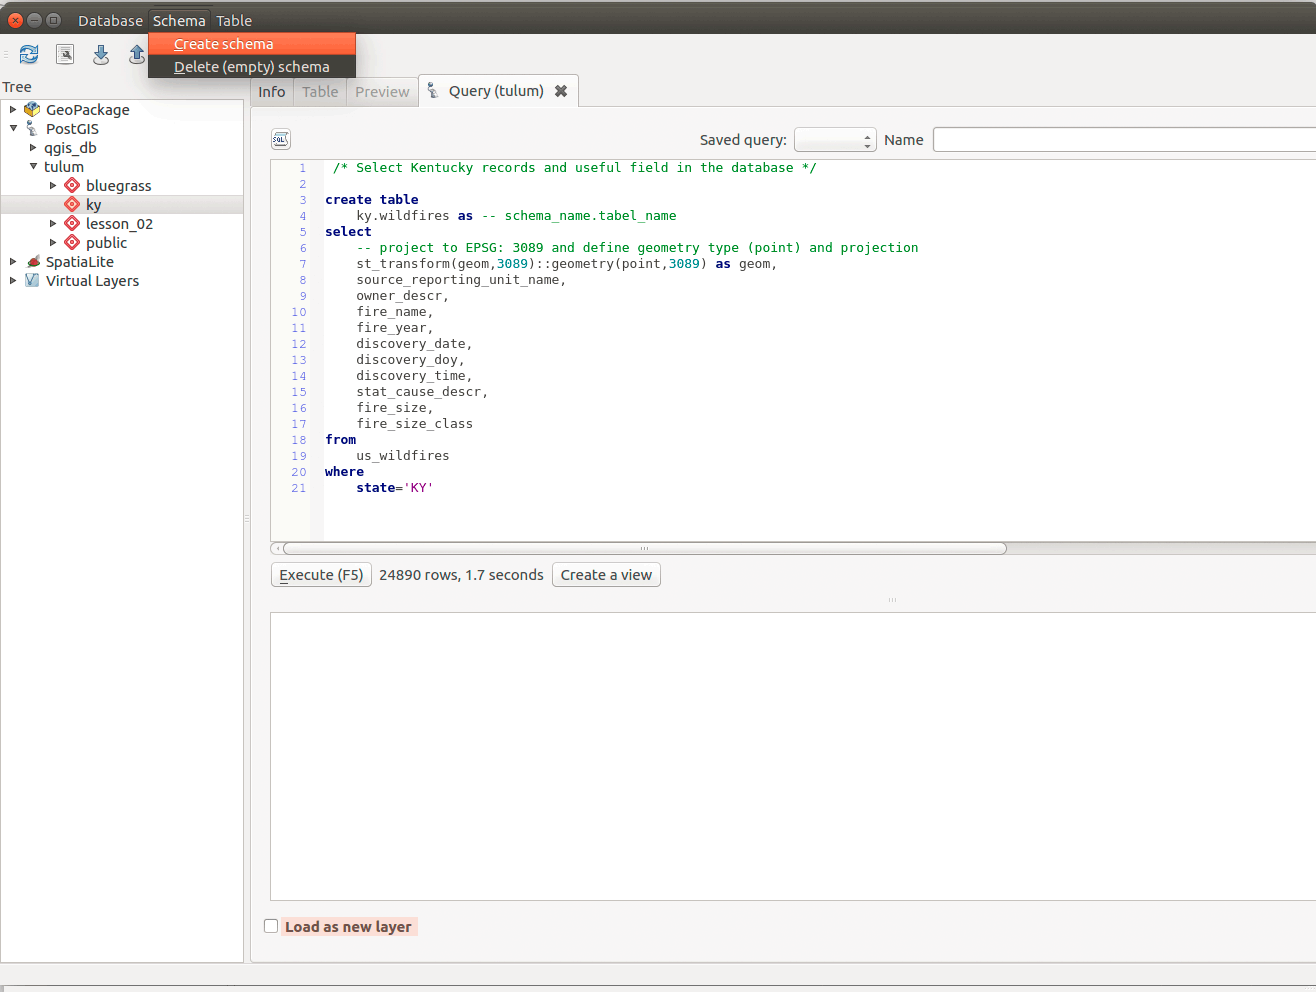 Database Schema Table
Create schema
Delete (empty) schema
Tree
Info Table Preview Query (tulum)
GeoPackage
PostGIS
qgis_db
tulum
bluegrass
ky
lesson_02
public
SpatiaLite
Virtual Layers
SQL Saved query: Name
1 /* Select Kentucky records and useful field in the database */
2
3 create table
4 ky.wildfires as -- schema_name.tabel_name
5 select
6 -- project to EPSG: 3089 and define geometry type (point) and projection
7 st_transform(geom,3089)::geometry(point,3089) as geom,
8 source_reporting_unit_name,
9 owner_descr,
10 fire_name,
11 fire_year,
12 discovery_date,
13 discovery_doy,
14 discovery_time,
15 stat_cause_descr,
16 fire_size,
17 fire_size_class
18 from
19 us_wildfires
20 where
21 state='KY'
Execute (F5) 24890 rows, 1.7 seconds Create a view
Load as new layer